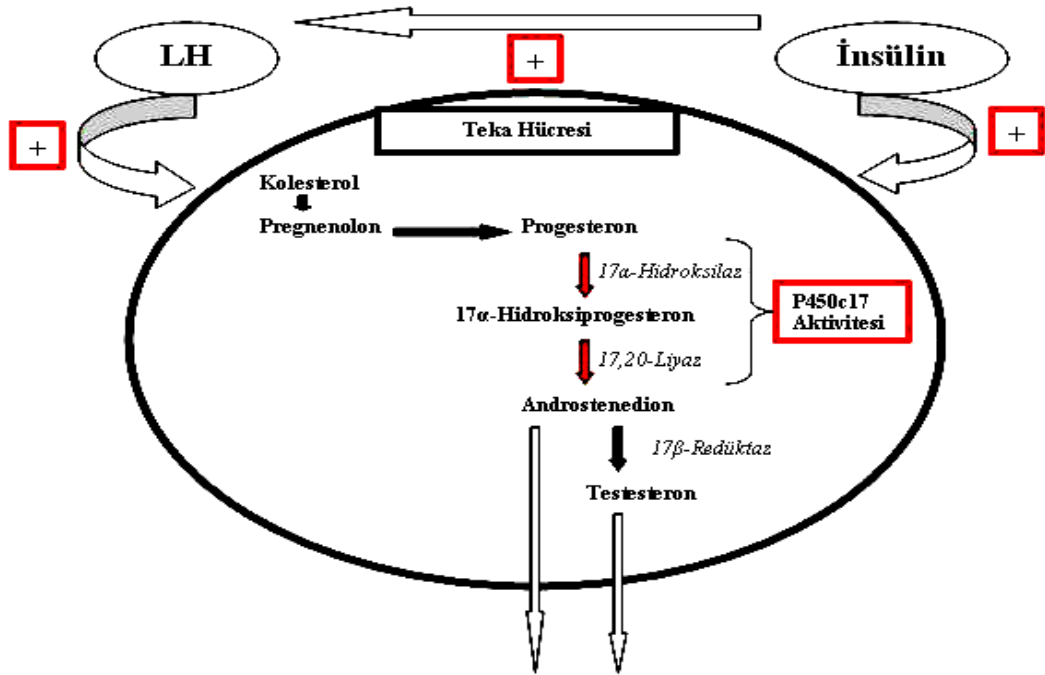 LH
İnsülin
+
+
+
Teka Hücresi
Kolesterol
Pregnenolon
Progesteron
17α-Hidroksilaz
17α-Hidroksiprogesteron
P450c17
Aktivitesi
17,20-Liyaz
Androstenedion
17β-Redüktaz
Testesteron